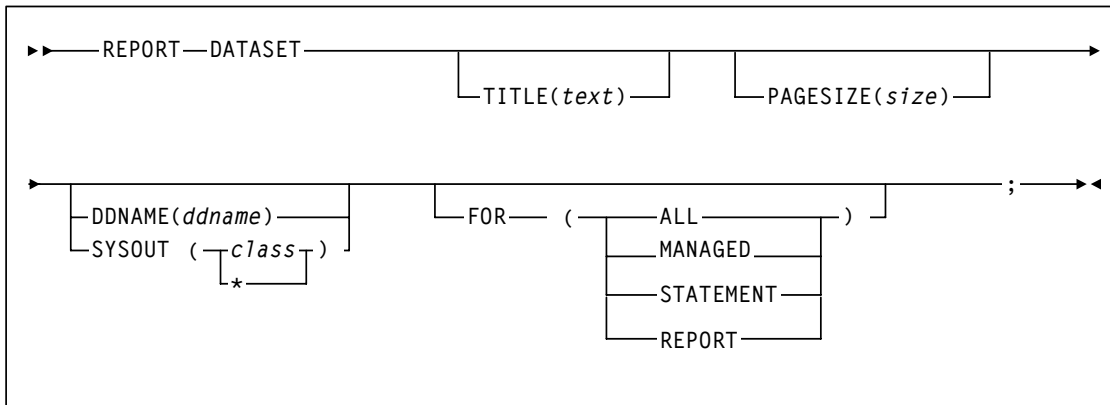 REPORT DATASET
TITLE(text) PAGESIZE(size)
;
DDNAME(ddname) FOR ( ALL )
SYSOUT ( class ) MANAGED
*
STATEMENT
REPORT